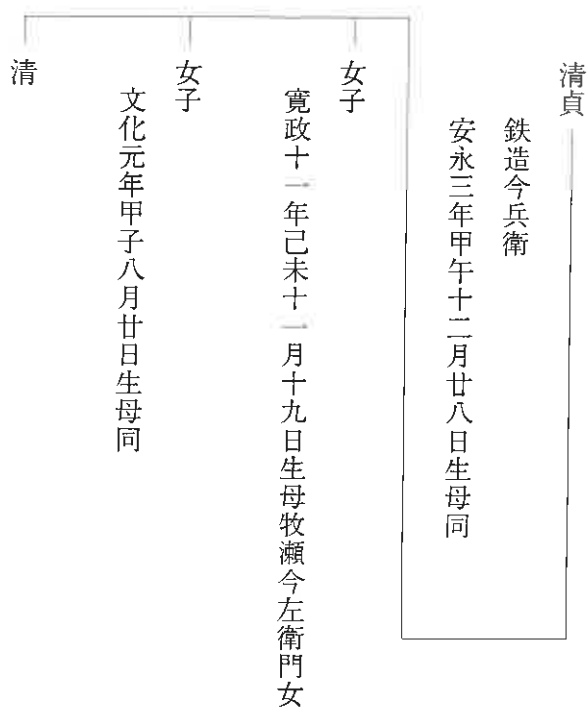 清貞
鉄造今兵衛
安永三年甲午十二月廿八日生母同
女子
寛政十一年己未十一月十九日生母牧瀬今左衛門女
女子
文化元年甲子八月廿日生母同
清